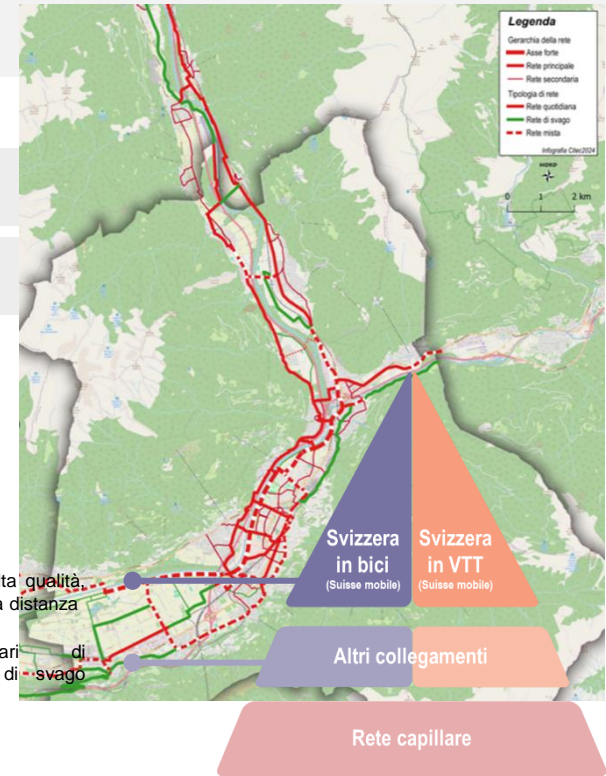 Legenda
Gerarchia della rete
Asse forte
Rete principale
Rete secondaria
Tipologia di rete
Rete quotidiana
Rete di svago
Rete mista
Infografia Citec2024
NORD
0 1 2 km
Svizzera
in bici
(Suisse mobile)
Svizzera
in VTT
(Suisse mobile)
lta qualità,
a distanza
ari di
di svago
Altri collegamenti
Rete capillare